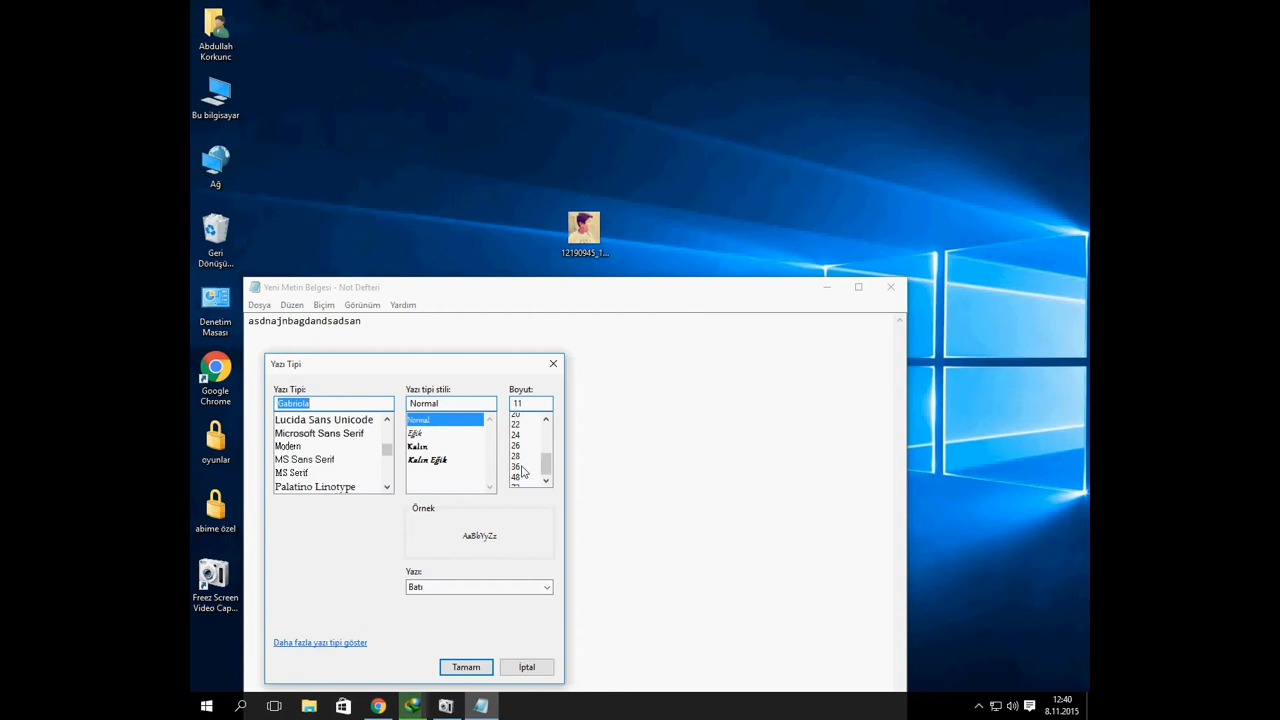 Abdullah
Korkunc
Bu bilgisayar
Ağ
Geri
Dönüşü...
Denetim
Masası
Google
Chrome
oyunlar
abime özel
Freez Screen
Video Cap...
12190945_1...
Yeni Metin Belgesi - Not Defteri
Dosya Düzen Biçim Görünüm Yardım
asdnajnbagdandsadsan
Yazı Tipi
Yazı Tipi:
Gabriola
Lucida Sans Unicode
Microsoft Sans Serif
Modern
MS Sans Serif
MS Serif
Palatino Linotype
Yazı tipi stili:
Normal
Normal
Eğik
Kalın
Kalın Eğik
Boyut:
11
20
22
24
26
28
36
48
72
Örnek
AaBbYyZz
Yazı:
Batı
Daha fazla yazı tipi göster
Tamam İptal
12:40
8.11.2015